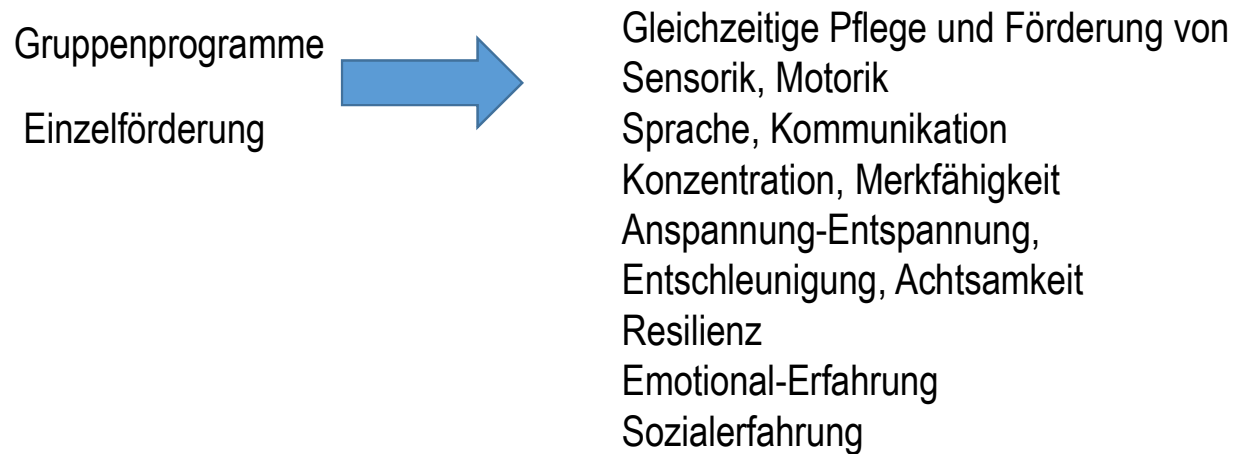 Gruppenprogramme
Einzelförderung
Gleichzeitige Pflege und Förderung von
Sensorik, Motorik
Sprache, Kommunikation
Konzentration, Merkfähigkeit
Anspannung-Entspannung,
Entschleunigung, Achtsamkeit
Resilienz
Emotional-Erfahrung
Sozialerfahrung